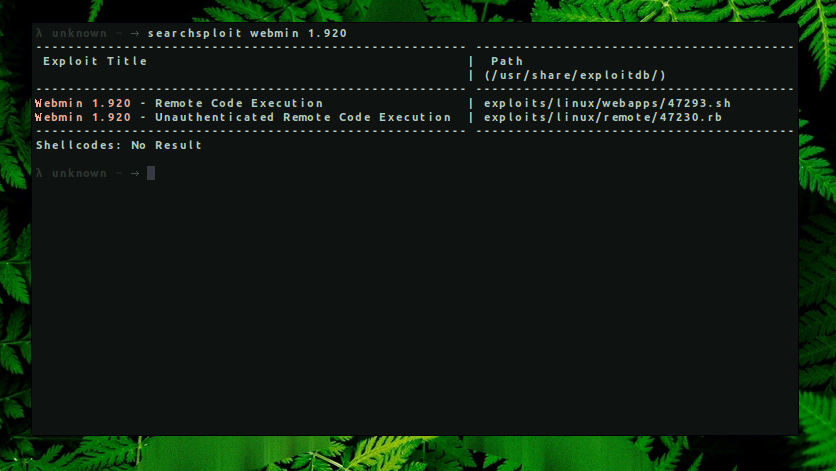 λ unknown ~ → searchsploit webmin 1.920
---------------------------------------------------- ----------------------------------------
Exploit Title | Path
| (/usr/share/exploitdb/)
---------------------------------------------------- ----------------------------------------
Webmin 1.920 - Remote Code Execution | exploits/linux/webapps/47293.sh
Webmin 1.920 - Unauthenticated Remote Code Execution | exploits/linux/remote/47230.rb
---------------------------------------------------- ----------------------------------------
Shellcodes: No Result
λ unknown ~ →